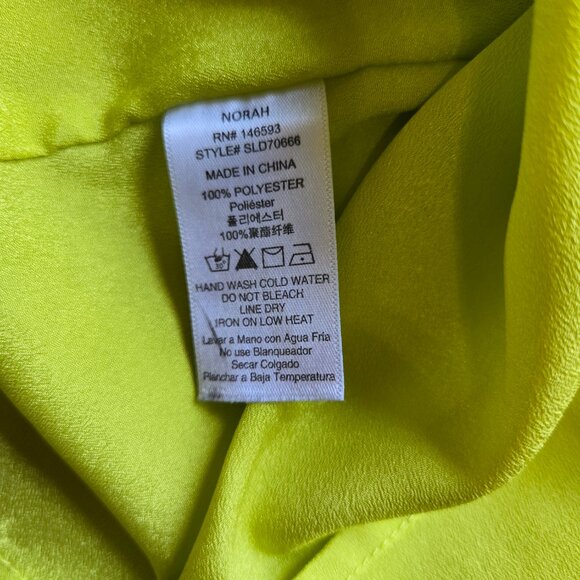 NORAH
RN# 146593
STYLE# SLD70666
MADE IN CHINA
100% POLYESTER
Poliéster
폴리에스터
100%聚酯纤维
30°
HAND WASH COLD WATER
DO NOT BLEACH
LINE DRY
IRON ON LOW HEAT
Lavar a Mano con Agua Fría
No use Blanqueador
Secar Colgado
Planchar a Baja Temperatura